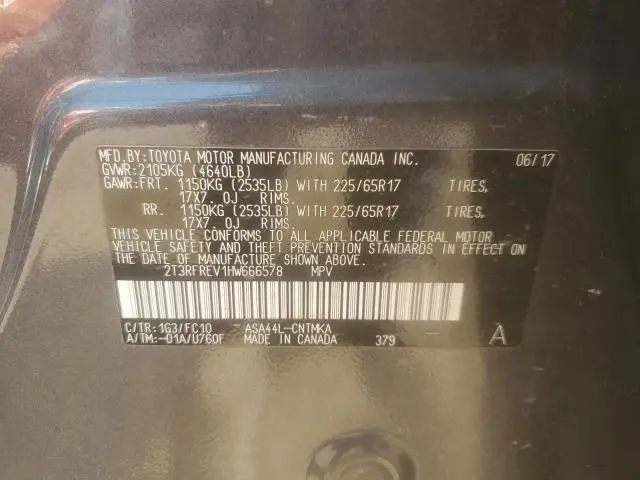 MFD. BY: TOYOTA MOTOR MANUFACTURING CANADA INC. 06/17
GVWR: 2105KG (4640LB)
GAWR: FRT. 1150KG (2535LB) WITH 225/65R17 TIRES,
17X7.0J RIMS.
RR. 1150KG (2535LB) WITH 225/65R17 TIRES,
17X7.0J RIMS.
THIS VEHICLE CONFORMS TO ALL APPLICABLE FEDERAL MOTOR
VEHICLE SAFETY AND THEFT PREVENTION STANDARDS IN EFFECT ON
THE DATE OF MANUFACTURE SHOWN ABOVE.
2T3RFREV1HW666578 MPV
C/TR: 1G3/FC10 ASA44L-CNTMKA
A/TM: -01A/U760F MADE IN CANADA 379 A